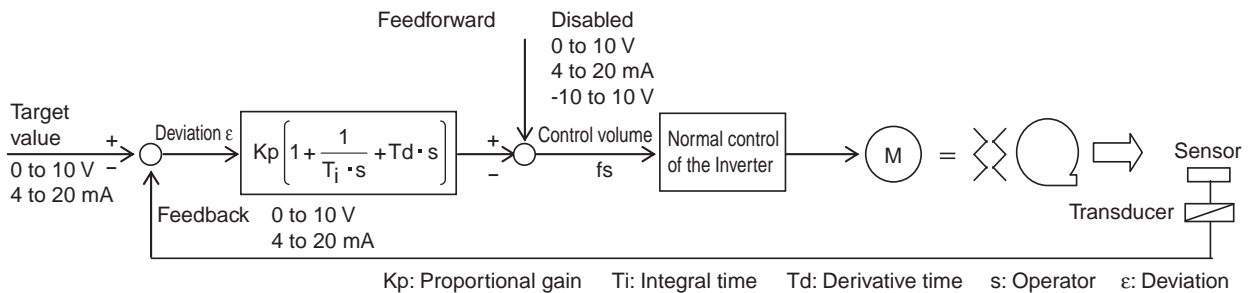 Feedforward
Disabled
0 to 10 V
4 to 20 mA
-10 to 10 V
Target
value
+
−
0 to 10 V
4 to 20 mA
Deviation ε
Kp(1+ 1/Ti・s +Td・s)
+
−
Control volume
fs
Normal control
of the Inverter
M
=
Sensor
Transducer
Feedback
0 to 10 V
4 to 20 mA
Kp: Proportional gain Ti: Integral time Td: Derivative time s: Operator ε: Deviation